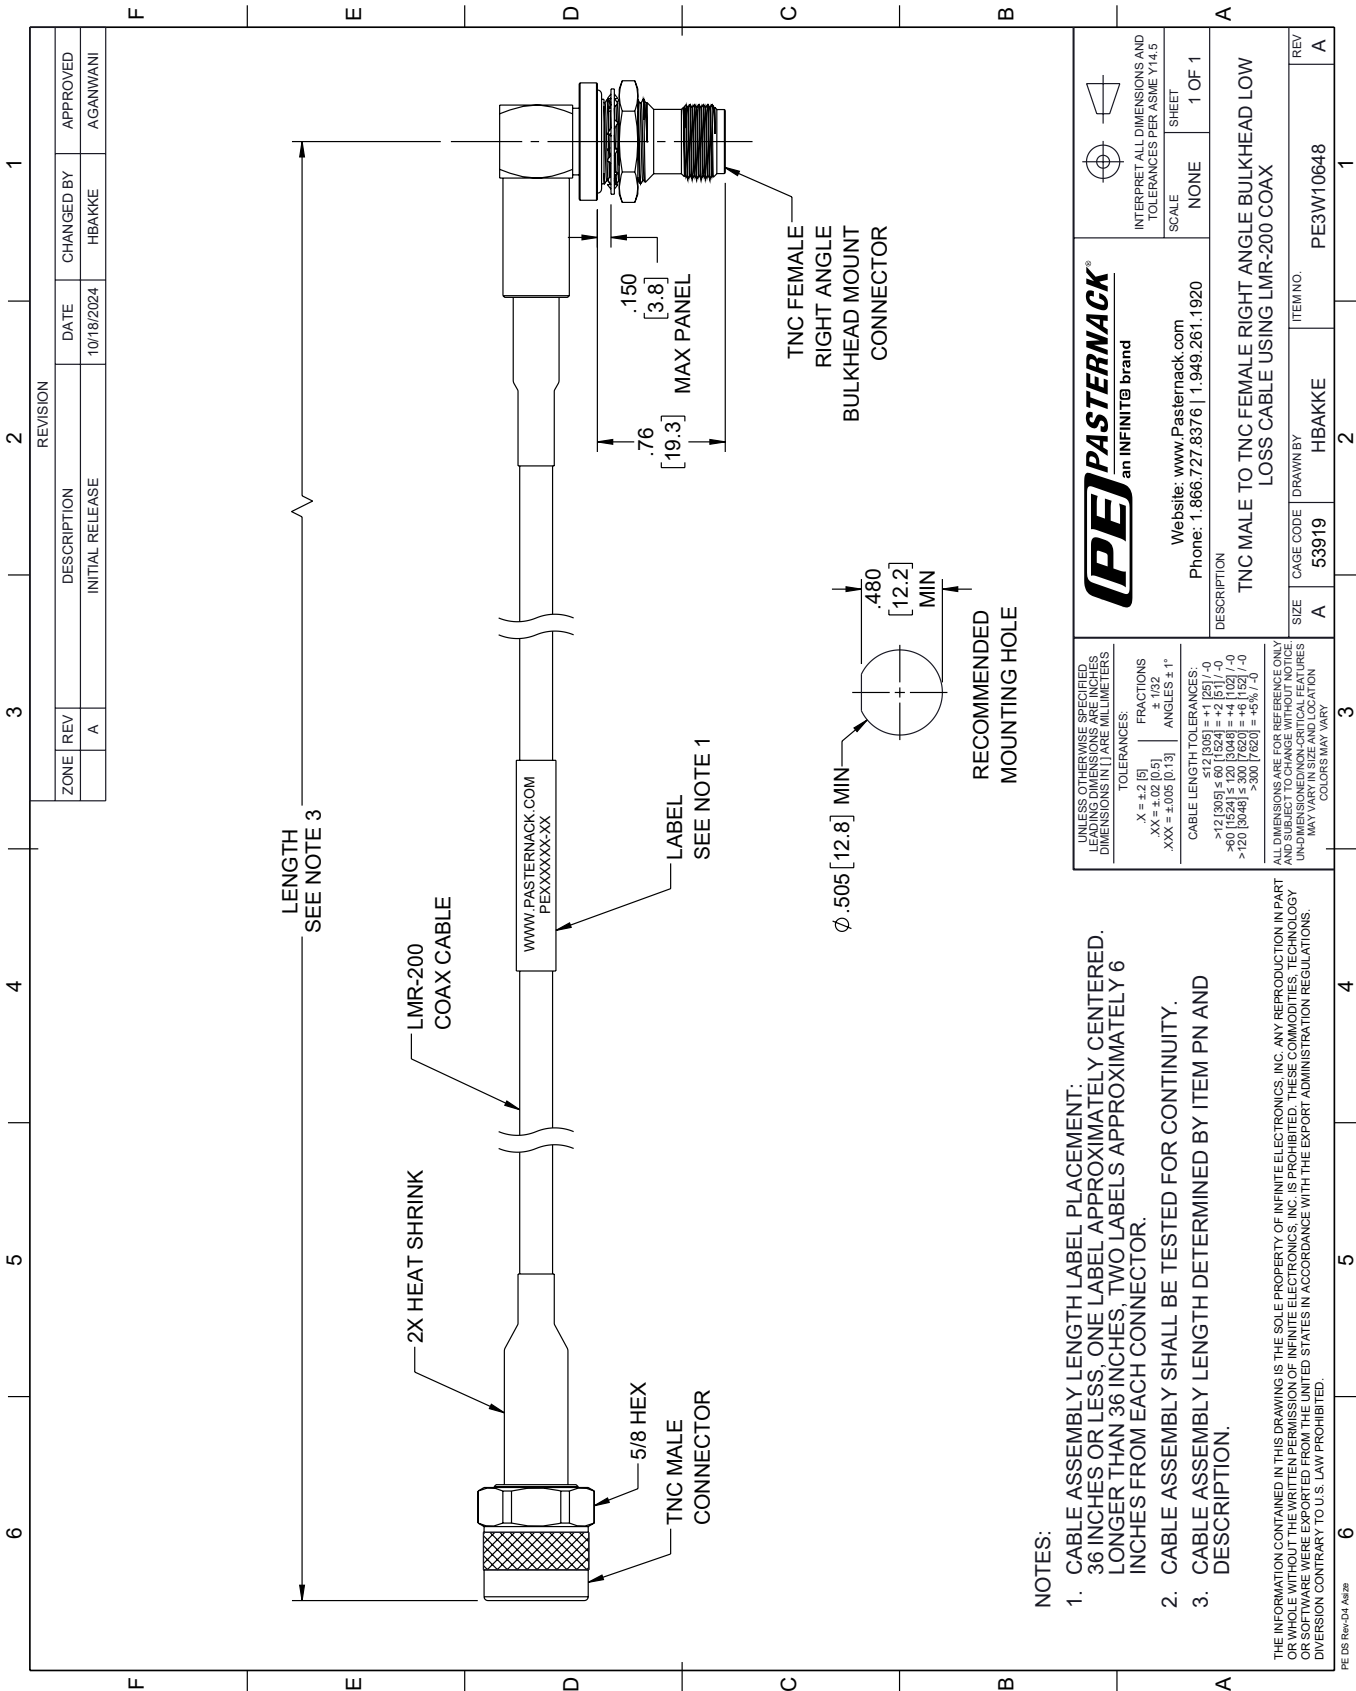 F
E
D
C
B
A
6
5
4
3
2
1
REVISION
ZONE REV DESCRIPTION DATE CHANGED BY APPROVED
A INITIAL RELEASE 10/18/2024 HBAKKE AGANWANI
LENGTH
SEE NOTE 3
2X HEAT SHRINK
LMR-200
COAX CABLE
WWW.PASTERNACK.COM
PEXXXXXX-XX
5/8 HEX
TNC MALE
CONNECTOR
LABEL
SEE NOTE 1
.76
[19.3]
.150
[3.8]
MAX PANEL
TNC FEMALE
RIGHT ANGLE
BULKHEAD MOUNT
CONNECTOR
Ø.505 [12.8] MIN
.480
[12.2]
MIN
RECOMMENDED
MOUNTING HOLE
NOTES:
1. CABLE ASSEMBLY LENGTH LABEL PLACEMENT:
36 INCHES OR LESS, ONE LABEL APPROXIMATELY CENTERED.
LONGER THAN 36 INCHES, TWO LABELS APPROXIMATELY 6
INCHES FROM EACH CONNECTOR.
2. CABLE ASSEMBLY SHALL BE TESTED FOR CONTINUITY.
3. CABLE ASSEMBLY LENGTH DETERMINED BY ITEM PN AND
DESCRIPTION.
THE INFORMATION CONTAINED IN THIS DRAWING IS THE SOLE PROPERTY OF INFINITE ELECTRONICS, INC. ANY REPRODUCTION IN PART
OR WHOLE WITHOUT THE WRITTEN PERMISSION OF INFINITE ELECTRONICS, INC. IS PROHIBITED. THESE COMMODITIES, TECHNOLOGY
OR SOFTWARE WERE EXPORTED FROM THE UNITED STATES IN ACCORDANCE WITH THE EXPORT ADMINISTRATION REGULATIONS.
DIVERSION CONTRARY TO U.S. LAW PROHIBITED.
UNLESS OTHERWISE SPECIFIED
LEADING DIMENSIONS ARE INCHES
DIMENSIONS IN [ ] ARE MILLIMETERS
TOLERANCES:
.X = ±.2 [5] FRACTIONS
.XX = ±.02 [0.5] ± 1/32
.XXX = ±.005 [0.13] ANGLES ± 1°
CABLE LENGTH TOLERANCES:
≤12 [305] = +1 [25] / -0
>12 [305] ≤ 60 [1524] = +2 [51] / -0
>60 [1524] ≤ 120 [3048] = +4 [102] / -0
>120 [3048] ≤ 300 [7620] = +6 [152] / -0
>300 [7620] = +5% / -0
ALL DIMENSIONS ARE FOR REFERENCE ONLY
AND SUBJECT TO CHANGE WITHOUT NOTICE.
UN-DIMENSIONED/NON-CRITICAL FEATURES
MAY VARY IN SIZE AND LOCATION
COLORS MAY VARY
PE PASTERNACK®
an INFINIT@ brand
Website: www.Pasternack.com
Phone: 1.866.727.8376 | 1.949.261.1920
INTERPRET ALL DIMENSIONS AND
TOLERANCES PER ASME Y14.5
SCALE SHEET
NONE 1 OF 1
DESCRIPTION
TNC MALE TO TNC FEMALE RIGHT ANGLE BULKHEAD LOW
LOSS CABLE USING LMR-200 COAX
SIZE CAGE CODE DRAWN BY ITEM NO. REV
A 53919 HBAKKE PE3W10648 A
PE DS Rev-D4 Asize
6
5
4
3
2
1
F
E
D
C
B
A